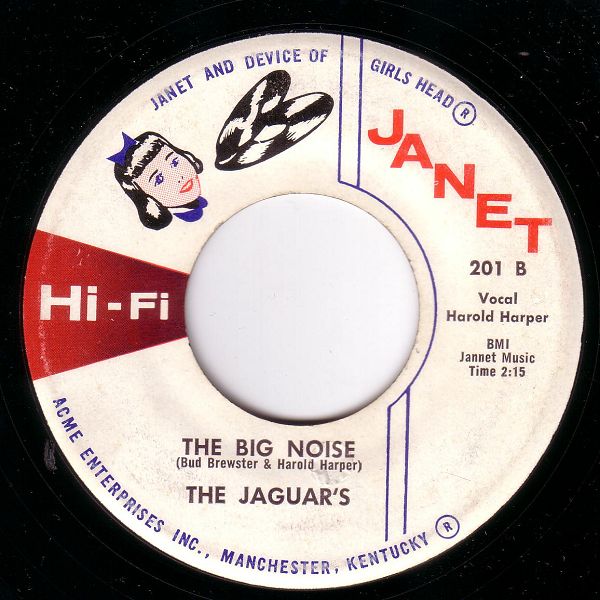 JANET AND DEVICE OF GIRLS HEAD ®
JANET
201 B
Vocal
Harold Harper
BMI
Jannet Music
Time 2:15
Hi-Fi
THE BIG NOISE
(Bud Brewster & Harold Harper)
THE JAGUAR'S
ACME ENTERPRISES INC., MANCHESTER, KENTUCKY ®